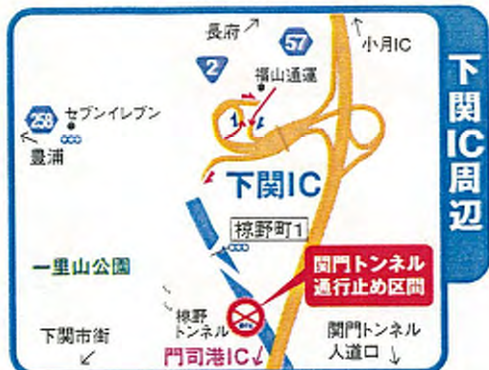 下関IC周辺
長府
57
小月IC
2
福山通運
258
セブンイレブン
豊浦
下関IC
椋野町1
一里山公園
関門トンネル
通行止め区間
椋野
トンネル
下関市街
門司港IC
関門トンネル
人道口